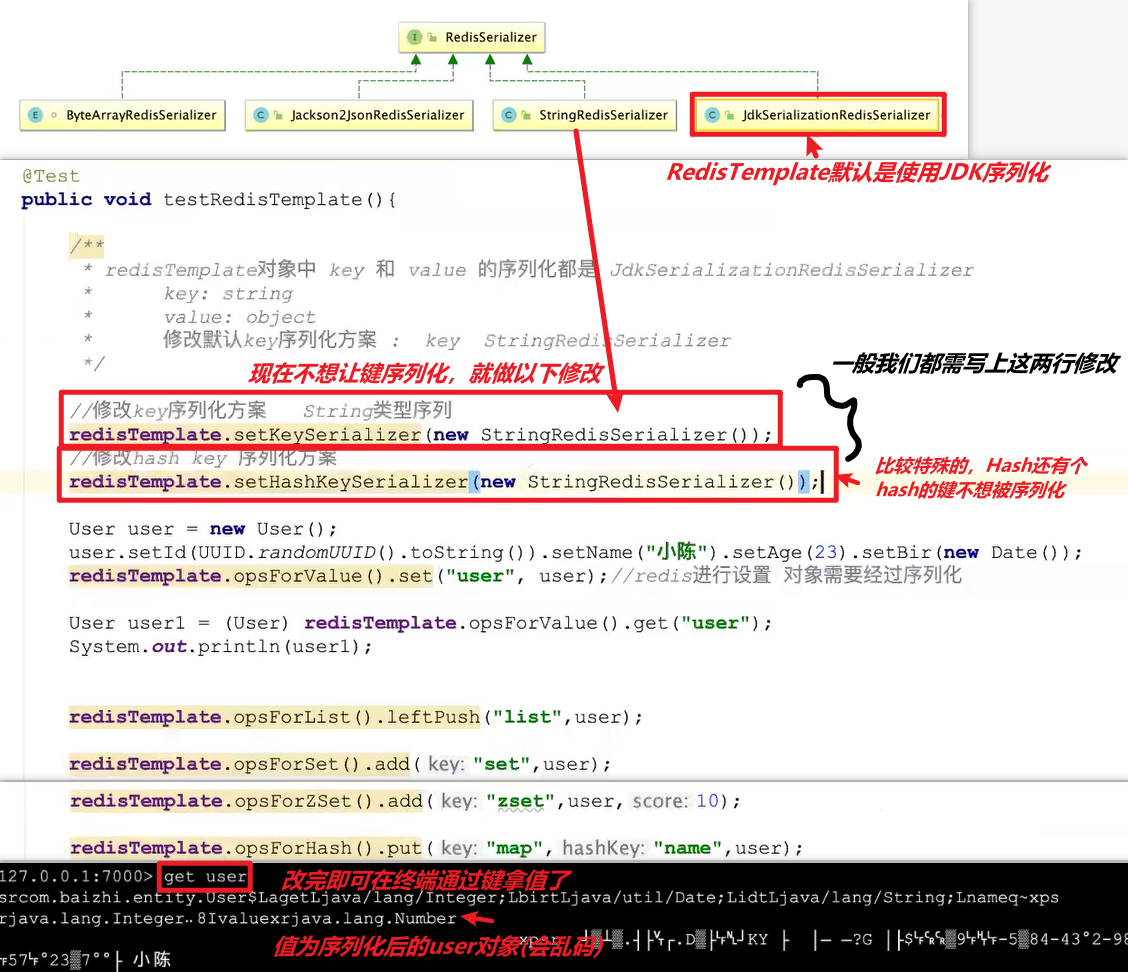 RedisSerializer
ByteArrayRedisSerializer
Jackson2JsonRedisSerializer
StringRedisSerializer
JdkSerializationRedisSerializer
RedisTemplate默认是使用JDK序列化
@Test
public void testRedisTemplate(){
/**
* redisTemplate对象中 key 和 value 的序列化都是 JdkSerializationRedisSerializer
* key: string
* value: object
* 修改默认key序列化方案 : key StringRedisSerializer
*/
现在不想让键序列化，就做以下修改
一般我们都需写上这两行修改
//修改key序列化方案 String类型序列
redisTemplate.setKeySerializer(new StringRedisSerializer());
//修改hash key 序列化方案
redisTemplate.setHashKeySerializer(new StringRedisSerializer());
比较特殊的，Hash还有个
hash的键不想被序列化
User user = new User();
user.setId(UUID.randomUUID().toString()).setName("小陈").setAge(23).setBir(new Date());
redisTemplate.opsForValue().set("user", user);//redis进行设置 对象需要经过序列化
User user1 = (User) redisTemplate.opsForValue().get("user");
System.out.println(user1);
redisTemplate.opsForList().leftPush("list",user);
redisTemplate.opsForSet().add( key: "set",user);
redisTemplate.opsForZSet().add( key: "zset",user, score: 10);
redisTemplate.opsForHash().put( key: "map", hashKey: "name",user);
127.0.0.1:7000> get user
改完即可在终端通过键拿值了
srcom.baizhi.entity.User$LagetLjava/lang/Integer;LbirtLjava/util/Date;LidtLjava/lang/String;Lnameq~xps
rjava.lang.Integer 8Ivaluexrjava.lang.Number
值为序列化后的user对象(会乱码)
小陈